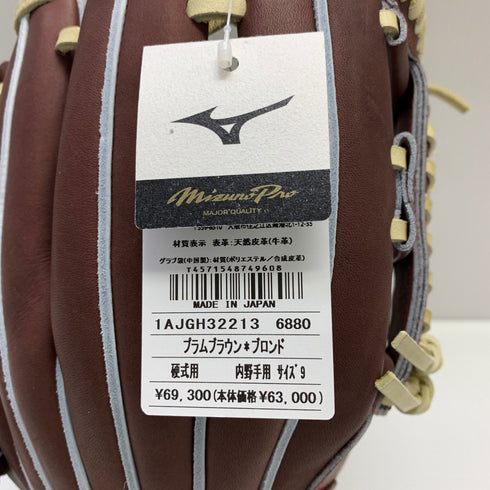 Mizuno Pro
MAJOR QUALITY
材質表示 表革:天然皮革(牛革)
グラブ袋(中国製):材質(ポリエステル/合成皮革)
T4571548749608
MADE IN JAPAN
1AJGH32213 6880
プラムブラウン*ブロンド
硬式用 内野手用 サイズ9
¥69,300(本体価格¥63,000)